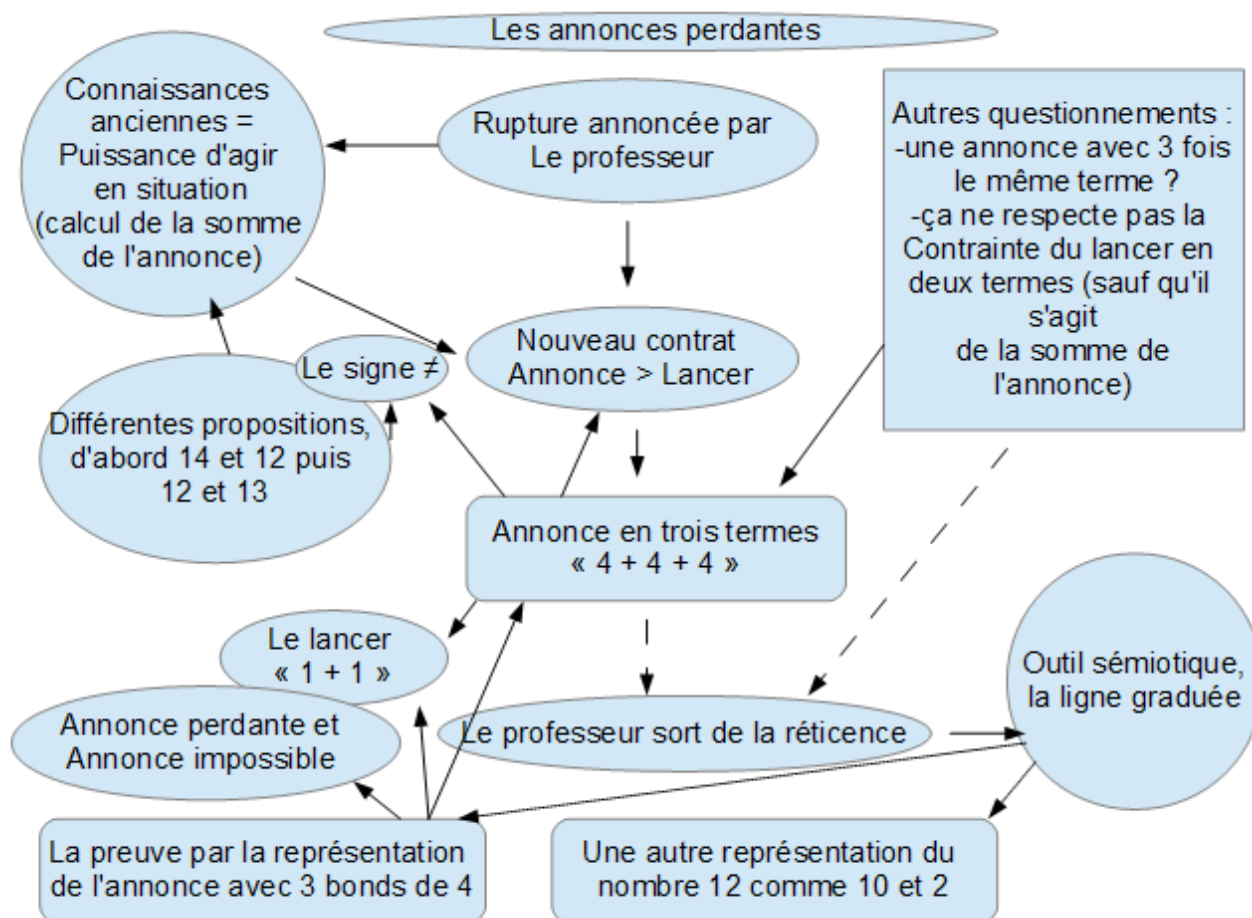 Les annonces perdantes
Connaissances
anciennes =
Puissance d'agir
en situation
(calcul de la somme
de l'annonce)
Rupture annoncée par
Le professeur
Autres questionnements :
-une annonce avec 3 fois
le même terme ?
-ça ne respecte pas la
Contrainte du lancer en
deux termes (sauf qu'il
s'agit
de la somme de
l'annonce)
Le signe ≠
Nouveau contrat
Annonce > Lancer
Différentes propositions,
d'abord 14 et 12 puis
12 et 13
Annonce en trois termes
« 4 + 4 + 4 »
Le lancer
« 1 + 1 »
Annonce perdante et
Annonce impossible
Le professeur sort de la réticence
Outil sémiotique,
la ligne graduée
La preuve par la représentation
de l'annonce avec 3 bonds de 4
Une autre représentation du
nombre 12 comme 10 et 2